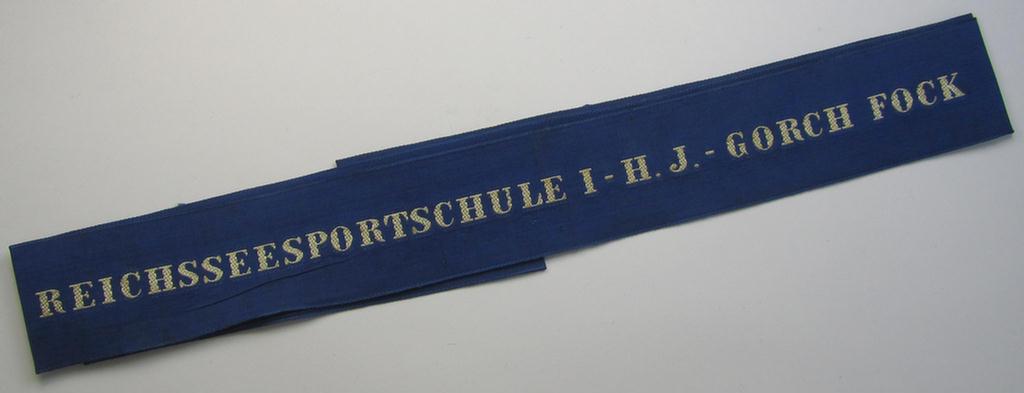 REICHSSEESPORTSCHULE I - H. J. - GORCH FOCK